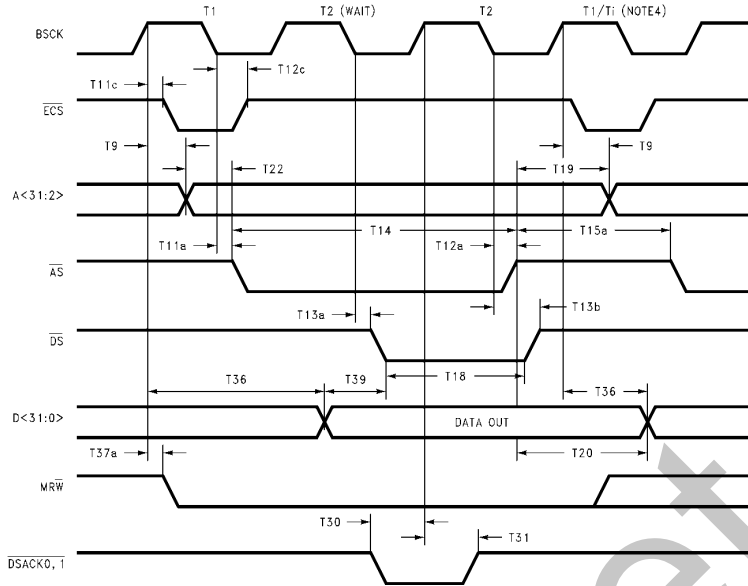 T1 T2 (WAIT) T2 T1/Ti (NOTE4)
BSCK
T11c T12c
ECS
T9 T22 T19 T9
A<31:2>
T14 T15a
T11a T12a
AS
T13a T13b
DS
T36 T39 T18 T36
D<31:0> DATA OUT
T37a T20
MRW
T30 T31
DSACK0, 1